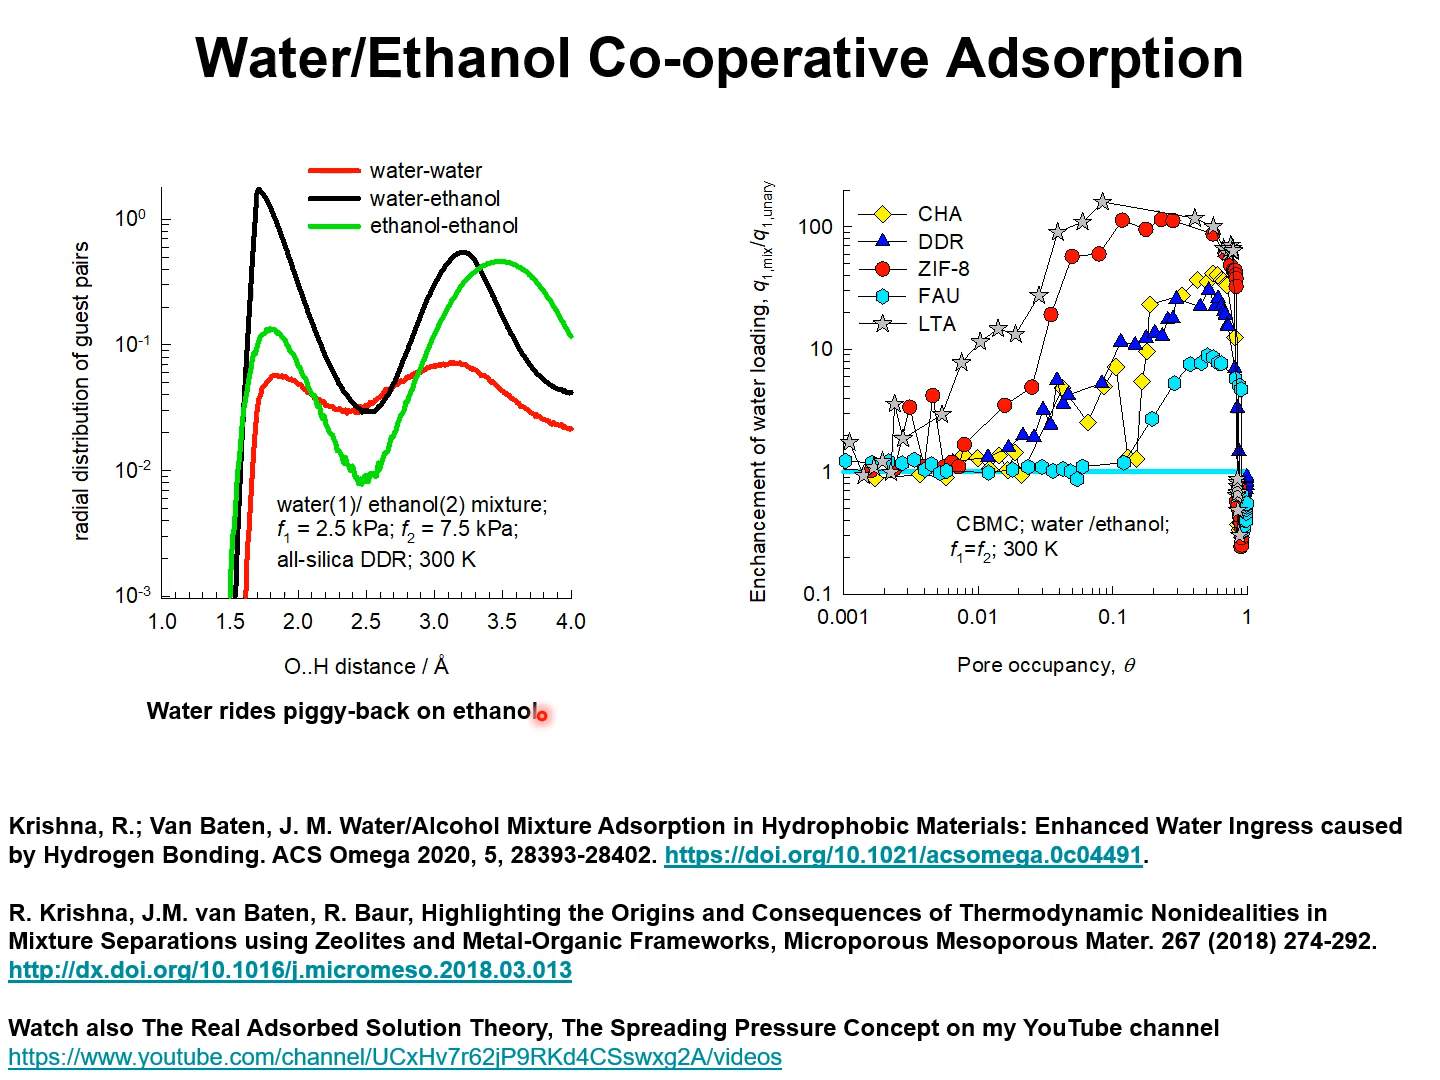 Water/Ethanol Co-operative Adsorption
water-water
water-ethanol
ethanol-ethanol
radial distribution of guest pairs
10⁰
10⁻¹
10⁻²
10⁻³
water(1)/ ethanol(2) mixture;
f₁ = 2.5 kPa; f₂ = 7.5 kPa;
all-silica DDR; 300 K
1.0 1.5 2.0 2.5 3.0 3.5 4.0
O..H distance / Å
Water rides piggy-back on ethanol
Enchancement of water loading, q₁,mix/q₁,unary
100
10
1
0.1
CHA
DDR
ZIF-8
FAU
LTA
CBMC; water /ethanol;
f₁=f₂; 300 K
0.001 0.01 0.1 1
Pore occupancy, θ
Krishna, R.; Van Baten, J. M. Water/Alcohol Mixture Adsorption in Hydrophobic Materials: Enhanced Water Ingress caused
by Hydrogen Bonding. ACS Omega 2020, 5, 28393-28402. https://doi.org/10.1021/acsomega.0c04491.
R. Krishna, J.M. van Baten, R. Baur, Highlighting the Origins and Consequences of Thermodynamic Nonidealities in
Mixture Separations using Zeolites and Metal-Organic Frameworks, Microporous Mesoporous Mater. 267 (2018) 274-292.
http://dx.doi.org/10.1016/j.micromeso.2018.03.013
Watch also The Real Adsorbed Solution Theory, The Spreading Pressure Concept on my YouTube channel
https://www.youtube.com/channel/UCxHv7r62jP9RKd4CSswxg2A/videos